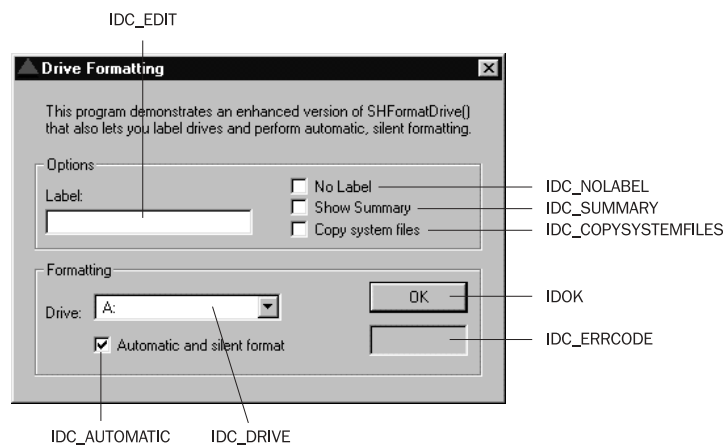 IDC_EDIT
Drive Formatting
This program demonstrates an enhanced version of SHFormatDrive()
that also lets you label drives and perform automatic, silent formatting.
Options
Label:
No Label
Show Summary
Copy system files
IDC_NOLABEL
IDC_SUMMARY
IDC_COPYSYSTEMFILES
Formatting
Drive:
A:
OK
Automatic and silent format
IDOK
IDC_ERRCODE
IDC_AUTOMATIC
IDC_DRIVE